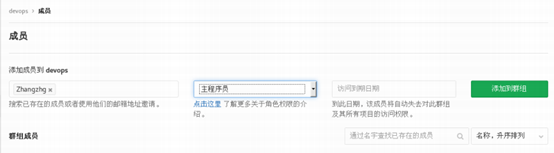 devops › 成员
成员
添加成员到 devops
Zhangzhg ×
主程序员
访问到期日期
添加到群组
搜索已存在的成员或者使用他们的邮箱地址邀请。
点击这里 了解更多关于角色权限的介
绍 。
到此日期，该成员将自动失去对此群组
及其所有项目的访问权限。
群组成员
通过名字查找已存在的成员
名称，升序排列